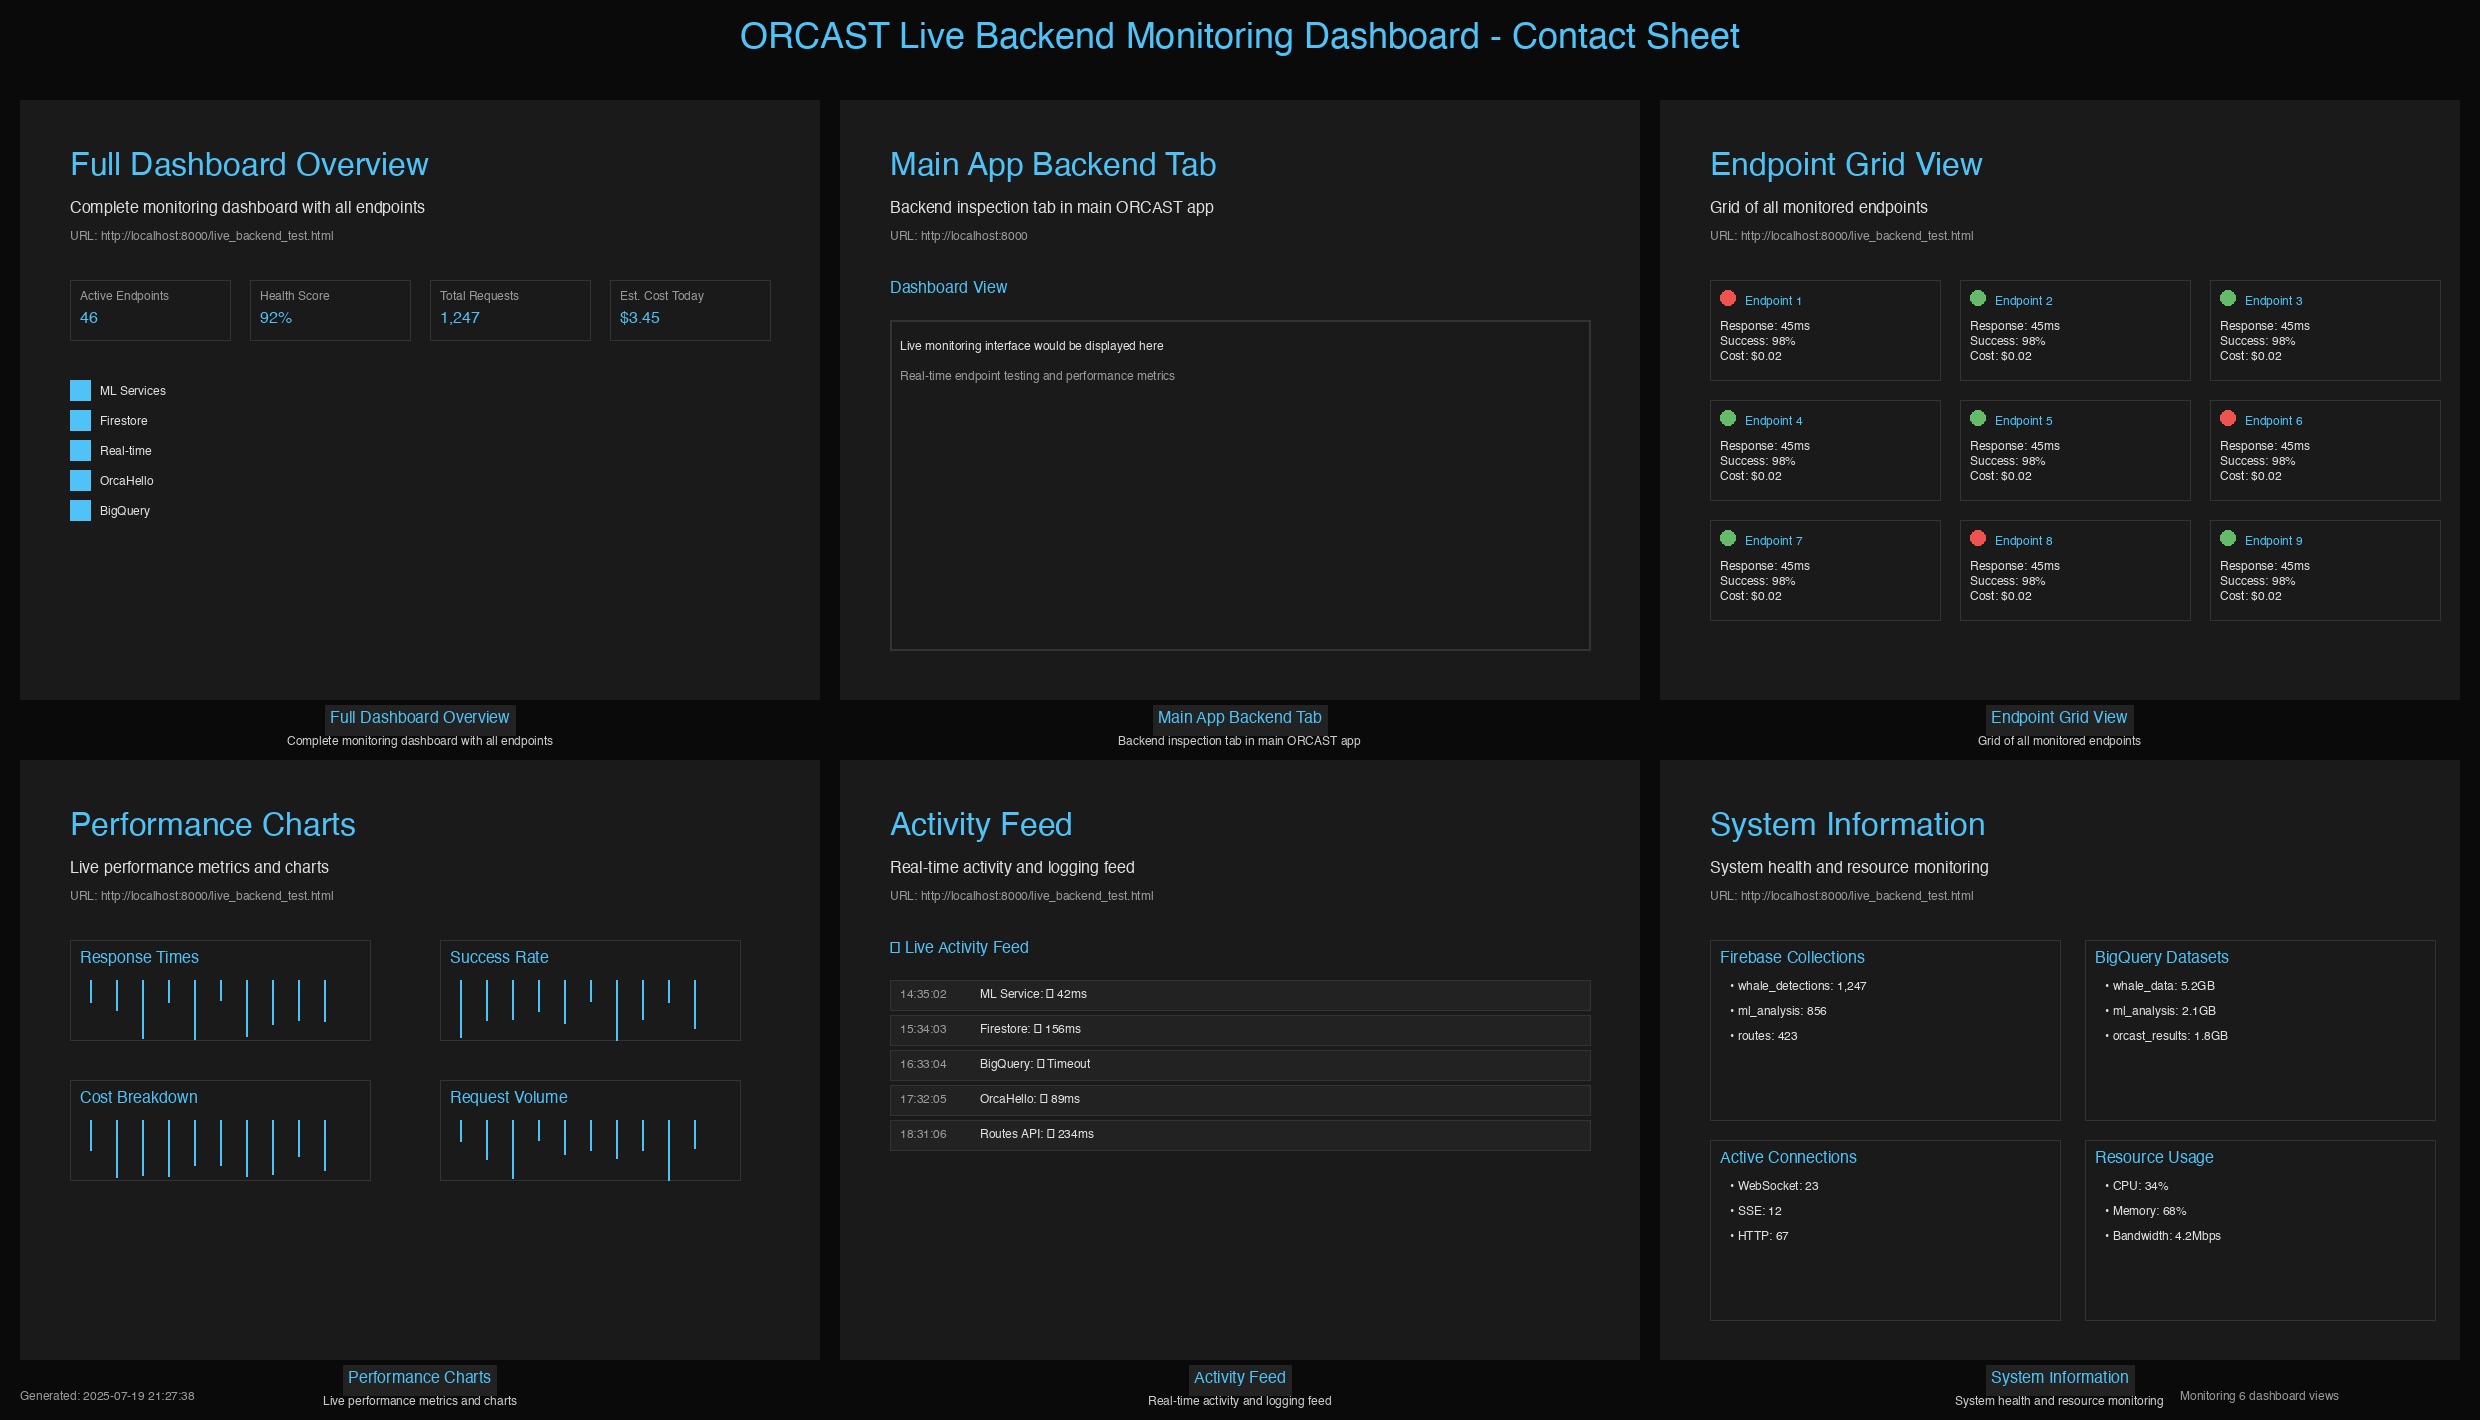 ORCAST Live Backend Monitoring Dashboard - Contact Sheet
Full Dashboard Overview
Complete monitoring dashboard with all endpoints
URL: http://localhost:8000/live_backend_test.html
Active Endpoints
46
Health Score
92%
Total Requests
1,247
Est. Cost Today
$3.45
ML Services
Firestore
Real-time
OrcaHello
BigQuery
Full Dashboard Overview
Complete monitoring dashboard with all endpoints
Main App Backend Tab
Backend inspection tab in main ORCAST app
URL: http://localhost:8000
Dashboard View
Live monitoring interface would be displayed here
Real-time endpoint testing and performance metrics
Main App Backend Tab
Backend inspection tab in main ORCAST app
Endpoint Grid View
Grid of all monitored endpoints
URL: http://localhost:8000/live_backend_test.html
Endpoint 1
Response: 45ms
Success: 98%
Cost: $0.02
Endpoint 2
Response: 45ms
Success: 98%
Cost: $0.02
Endpoint 3
Response: 45ms
Success: 98%
Cost: $0.02
Endpoint 4
Response: 45ms
Success: 98%
Cost: $0.02
Endpoint 5
Response: 45ms
Success: 98%
Cost: $0.02
Endpoint 6
Response: 45ms
Success: 98%
Cost: $0.02
Endpoint 7
Response: 45ms
Success: 98%
Cost: $0.02
Endpoint 8
Response: 45ms
Success: 98%
Cost: $0.02
Endpoint 9
Response: 45ms
Success: 98%
Cost: $0.02
Endpoint Grid View
Grid of all monitored endpoints
Performance Charts
Live performance metrics and charts
URL: http://localhost:8000/live_backend_test.html
Response Times
Success Rate
Cost Breakdown
Request Volume
Performance Charts
Live performance metrics and charts
Activity Feed
Real-time activity and logging feed
URL: http://localhost:8000/live_backend_test.html
Live Activity Feed
14:35:02 ML Service: 42ms
15:34:03 Firestore: 156ms
16:33:04 BigQuery: Timeout
17:32:05 OrcaHello: 89ms
18:31:06 Routes API: 234ms
Activity Feed
Real-time activity and logging feed
System Information
System health and resource monitoring
URL: http://localhost:8000/live_backend_test.html
Firebase Collections
• whale_detections: 1,247
• ml_analysis: 856
• routes: 423
BigQuery Datasets
• whale_data: 5.2GB
• ml_analysis: 2.1GB
• orcast_results: 1.8GB
Active Connections
• WebSocket: 23
• SSE: 12
• HTTP: 67
Resource Usage
• CPU: 34%
• Memory: 68%
• Bandwidth: 4.2Mbps
System Information
System health and resource monitoring
Generated: 2025-07-19 21:27:38
Monitoring 6 dashboard views